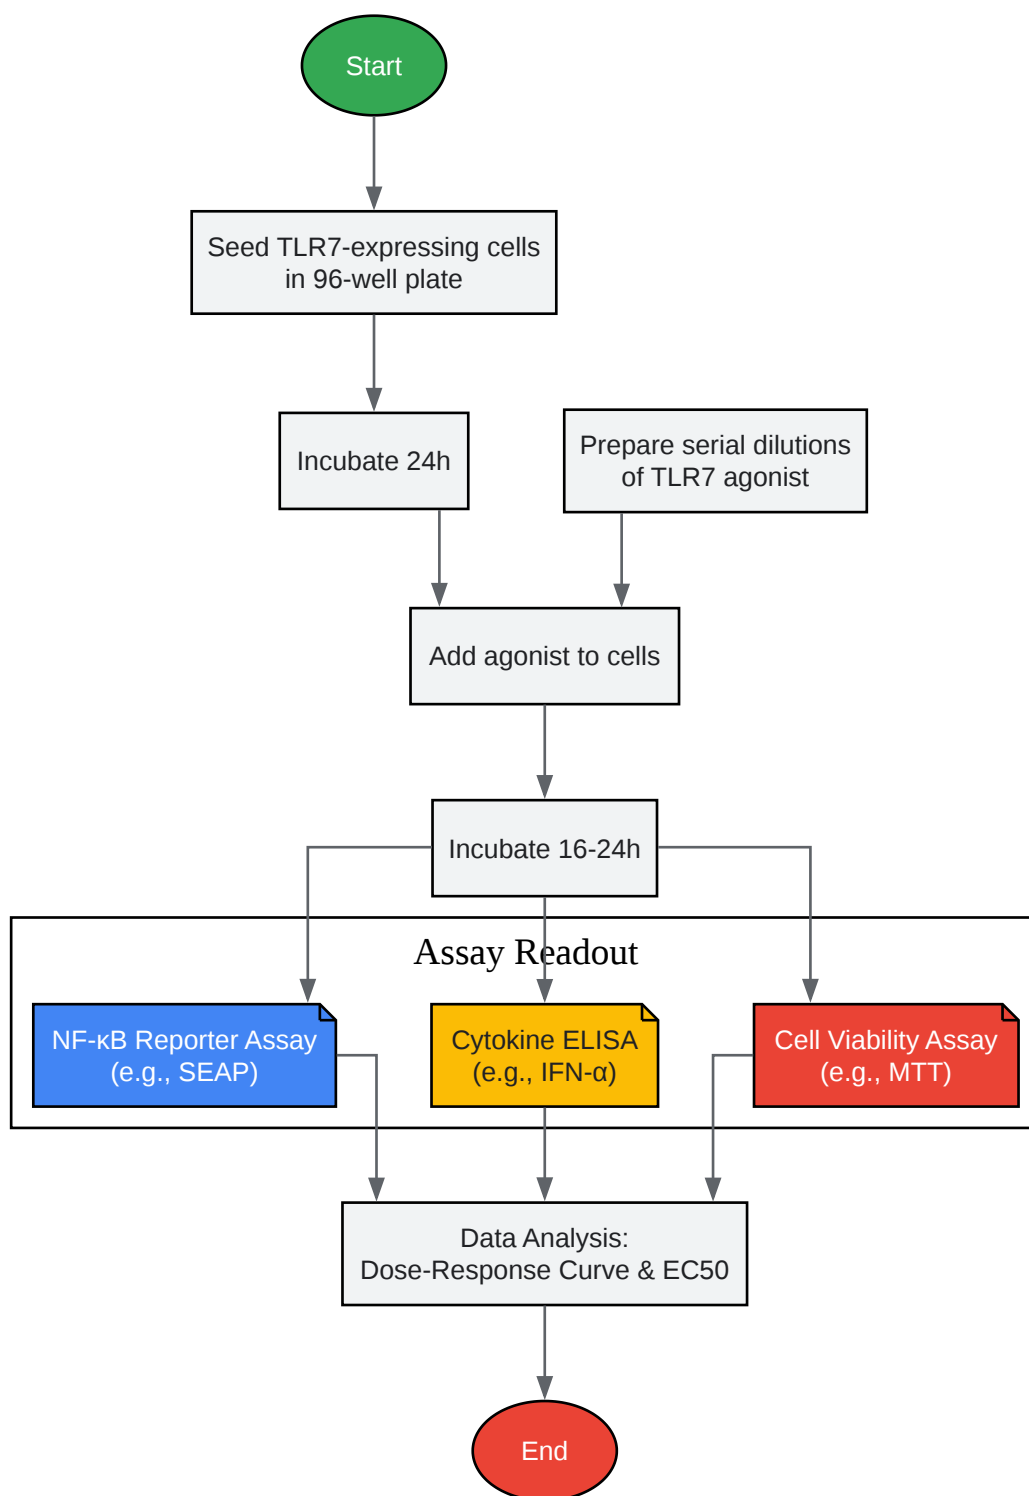 Start
Seed TLR7-expressing cells
in 96-well plate
Incubate 24h
Prepare serial dilutions
of TLR7 agonist
Add agonist to cells
Incubate 16-24h
Assay Readout
NF-κB Reporter Assay
(e.g., SEAP)
Cytokine ELISA
(e.g., IFN-α)
Cell Viability Assay
(e.g., MTT)
Data Analysis:
Dose-Response Curve & EC50
End